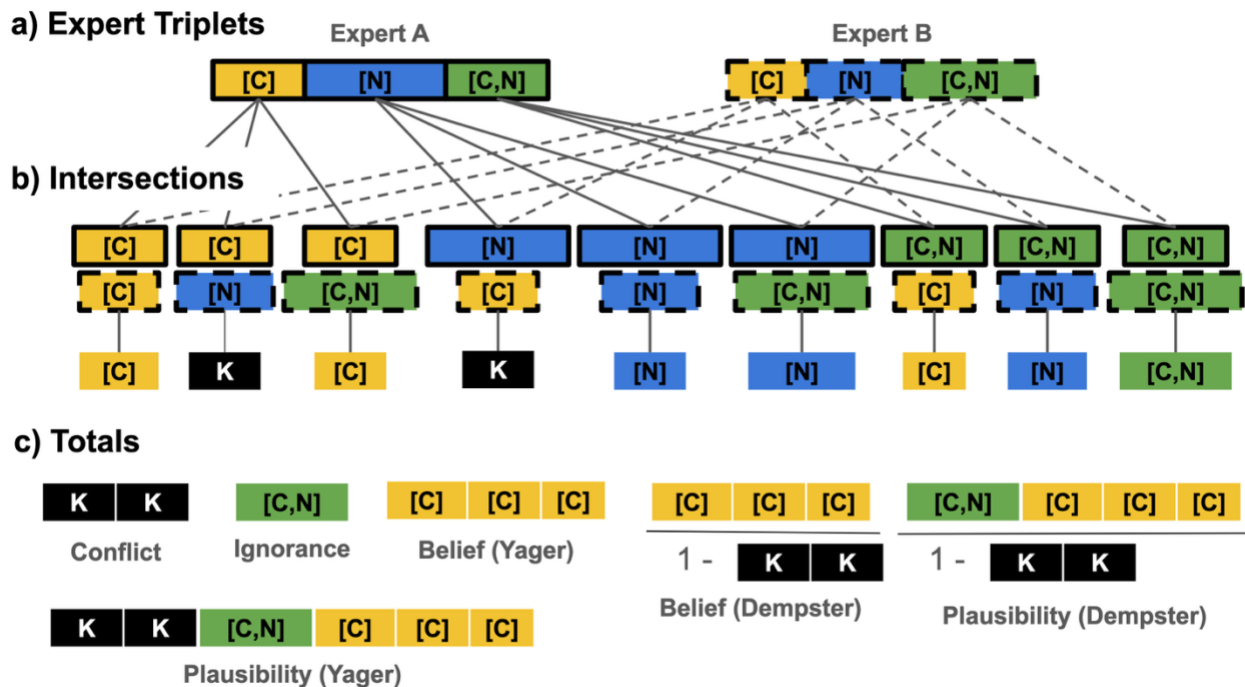 a) Expert Triplets
Expert A
Expert B
[C] [N] [C,N]
[C] [N] [C,N]
b) Intersections
[C] [C] [C] [N] [N] [N] [C,N] [C,N] [C,N]
[C] [N] [C,N] [C] [N] [C,N] [C] [N] [C,N]
[C] K [C] K [N] [N] [C] [N] [C,N]
c) Totals
K K
Conflict
[C,N]
Ignorance
[C] [C] [C]
Belief (Yager)
[C] [C] [C]
1 - K K
Belief (Dempster)
[C,N] [C] [C] [C]
1 - K K
Plausibility (Dempster)
K K [C,N] [C] [C] [C]
Plausibility (Yager)